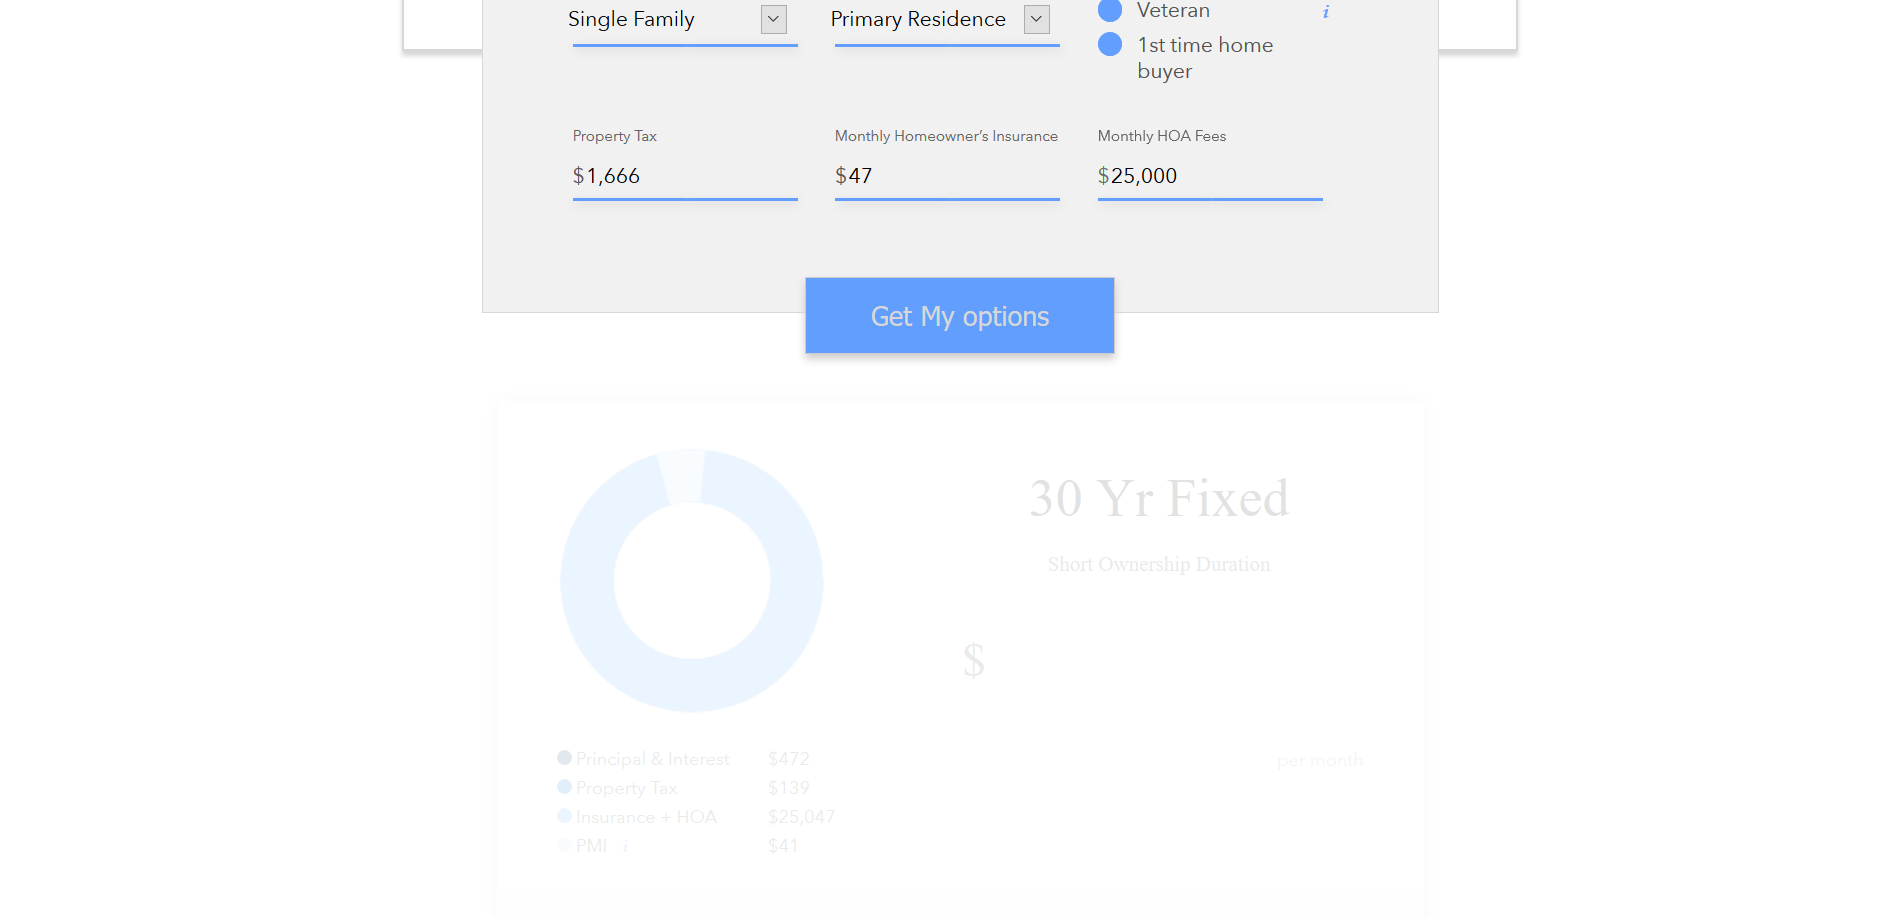 Single Family
Primary Residence
Veteran
i
1st time home
buyer
Property Tax
Monthly Homeowner’s Insurance
Monthly HOA Fees
$1,666
$47
$25,000
Get My options
30 Yr Fixed
Short Ownership Duration
$
Principal & Interest $472
per month
Property Tax $139
Insurance + HOA $25,047
PMI i $41